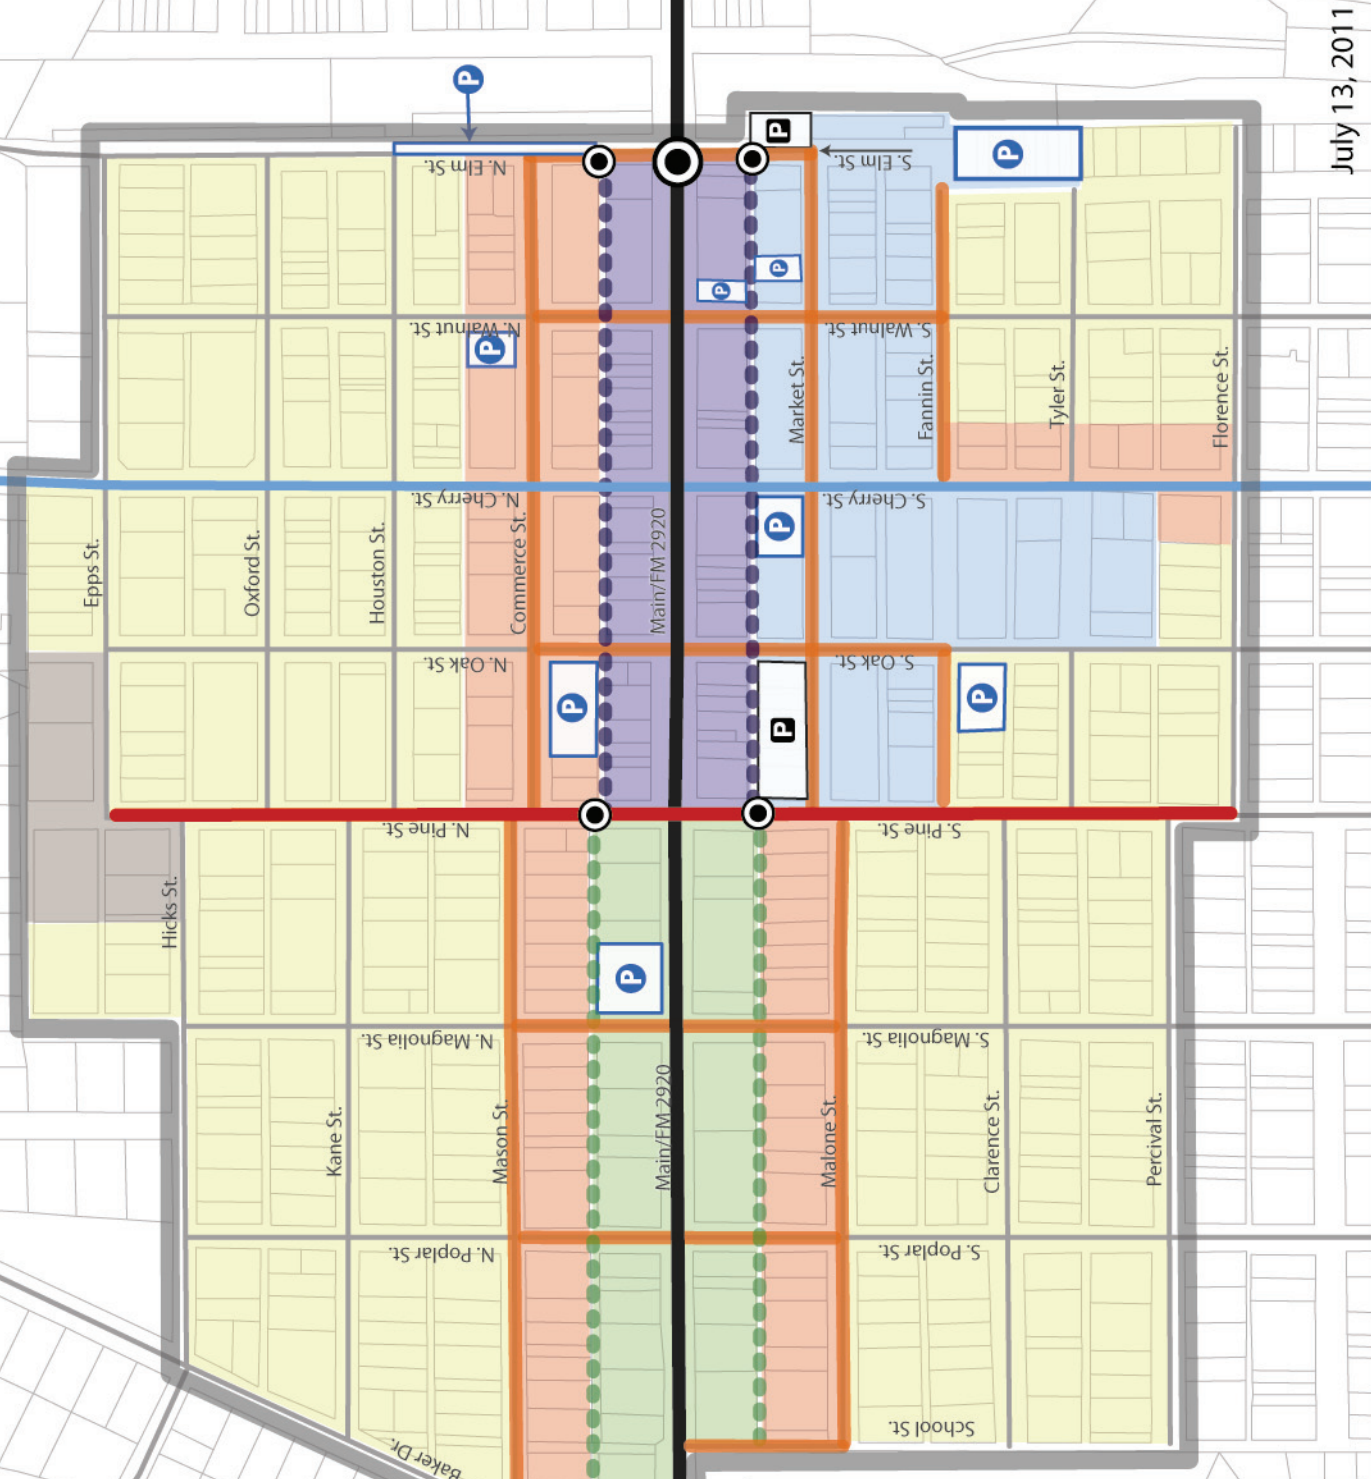 July 13, 2011
P
P
N. Elm St.
S. Elm St.
P
P
P
N. Walnut St.
S. Walnut St.
P
Market St.
Fannin St.
Tyler St.
Florence St.
N. Cherry St.
S. Cherry St.
Epps St.
Oxford St.
Houston St.
Commerce St.
Main/FM 2920
P
N. Oak St.
S. Oak St.
P
P
P
N. Pine St.
S. Pine St.
Hicks St.
P
N. Magnolia St.
S. Magnolia St.
Kane St.
Mason St.
Main/FM 2920
Malone St.
Clarence St.
Percival St.
N. Poplar St.
S. Poplar St.
School St.
Baker Dr.